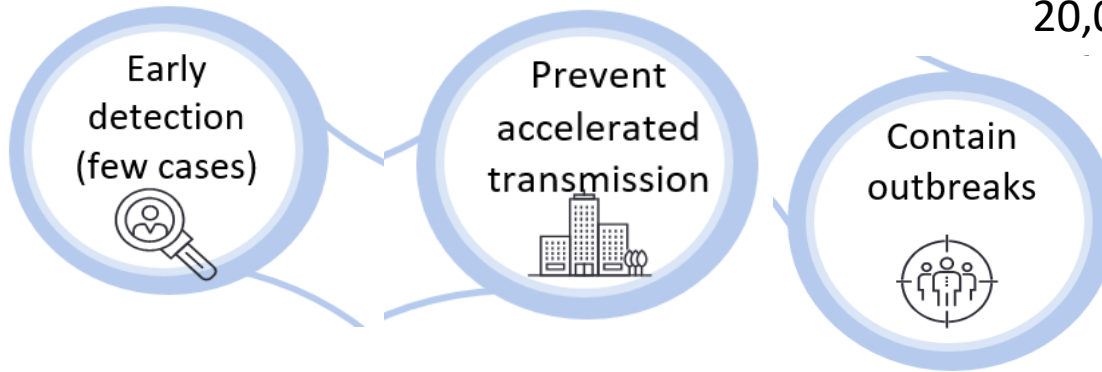 Early
detection
(few cases)
Prevent
accelerated
transmission
20,0
Contain
outbreaks